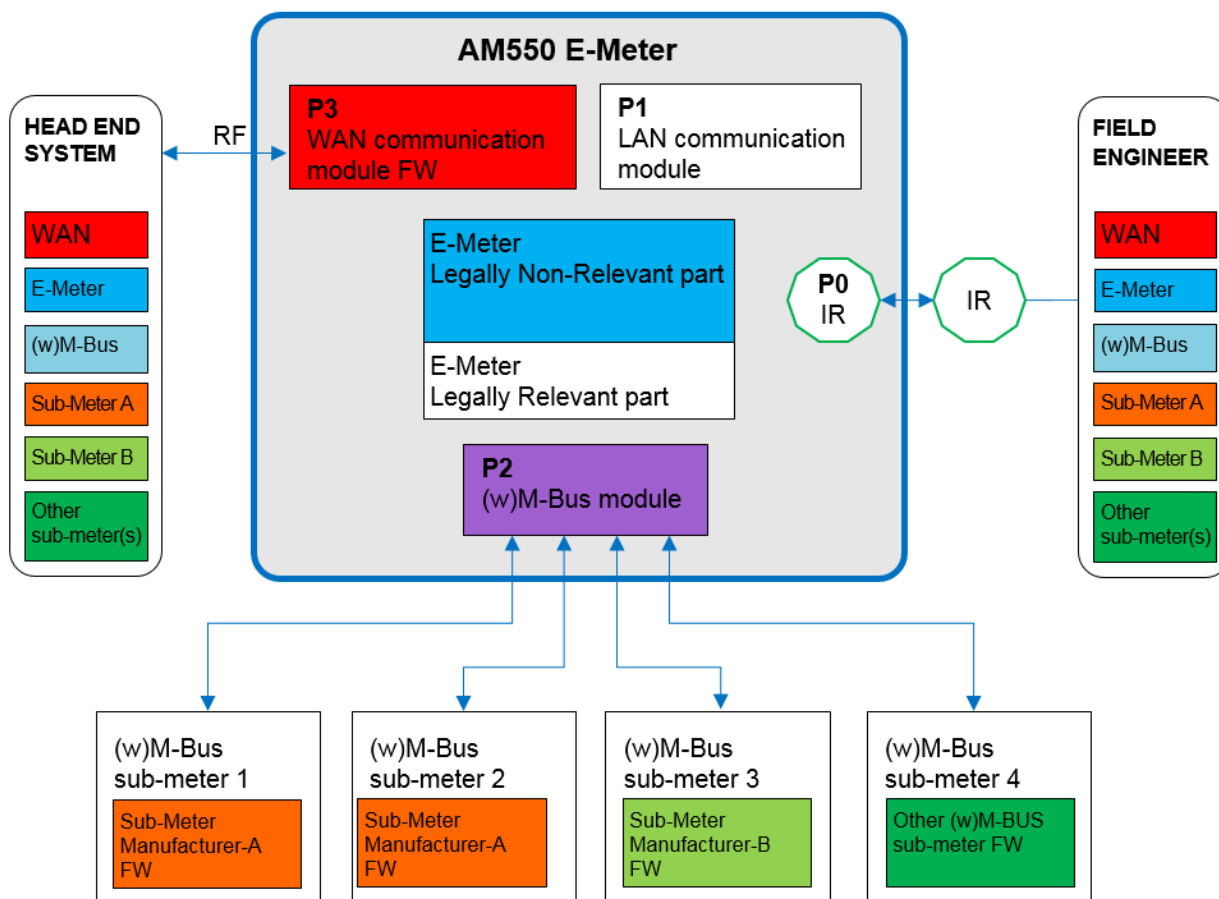 AM550 E-Meter
HEAD END
SYSTEM
WAN
E-Meter
(w)M-Bus
Sub-Meter A
Sub-Meter B
Other
sub-meter(s)
RF
P3
WAN communication
module FW
P1
LAN communication
module
E-Meter
Legally Non-Relevant part
E-Meter
Legally Relevant part
P0
IR
IR
P2
(w)M-Bus module
FIELD
ENGINEER
WAN
E-Meter
(w)M-Bus
Sub-Meter A
Sub-Meter B
Other
sub-meter(s)
(w)M-Bus
sub-meter 1
Sub-Meter
Manufacturer-A
FW
(w)M-Bus
sub-meter 2
Sub-Meter
Manufacturer-A
FW
(w)M-Bus
sub-meter 3
Sub-Meter
Manufacturer-B
FW
(w)M-Bus
sub-meter 4
Other (w)M-BUS
sub-meter FW